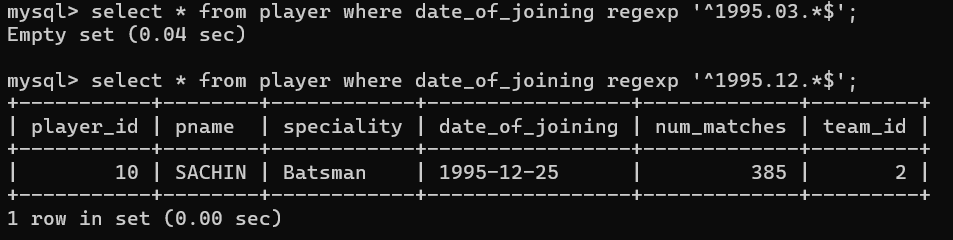 mysql> select * from player where date_of_joining regexp '^1995.03.*$';
Empty set (0.04 sec)
mysql> select * from player where date_of_joining regexp '^1995.12.*$';
+-----------+--------+------------+-----------------+-------------+---------+
| player_id | pname  | speciality | date_of_joining | num_matches | team_id |
+-----------+--------+------------+-----------------+-------------+---------+
|        10 | SACHIN | Batsman    | 1995-12-25      |         385 |       2 |
+-----------+--------+------------+-----------------+-------------+---------+
1 row in set (0.00 sec)